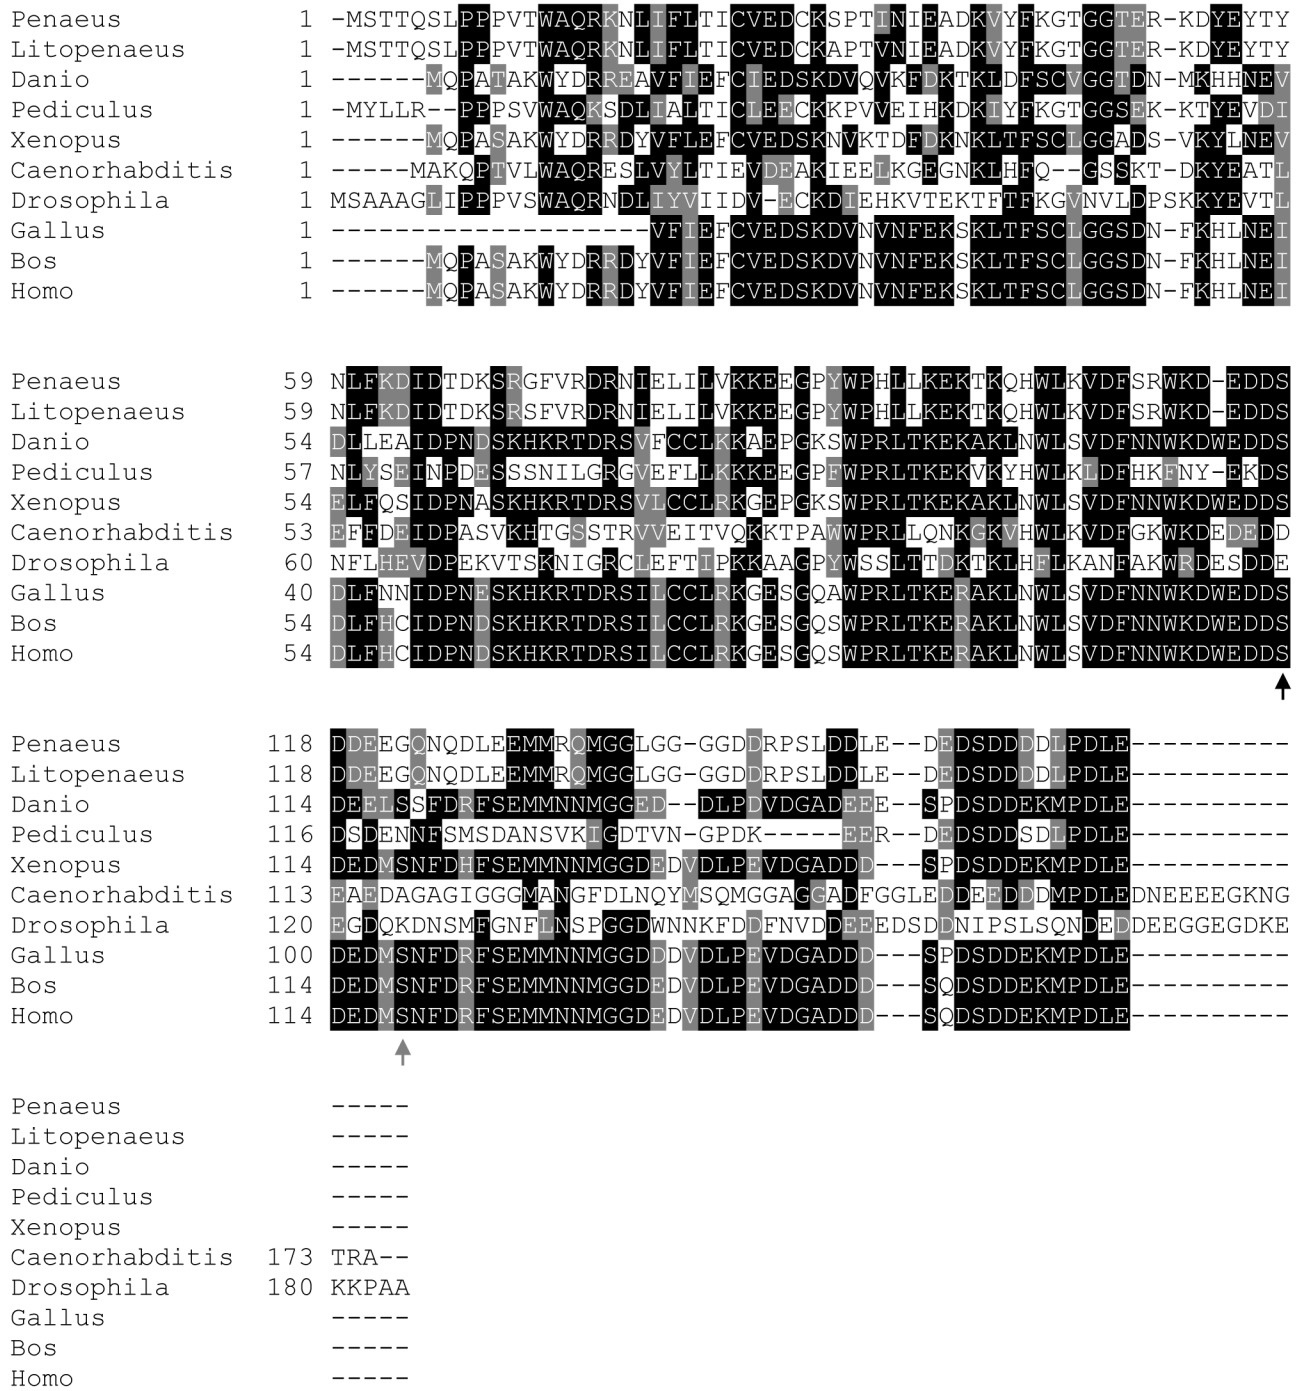 Penaeus 1 -MSTTQSLPPPVTWAQRKNLIFLTICVEDCKSPTINIEADKVYFKGTGGTER-KDYEYTY
Litopenaeus 1 -MSTTQSLPPPVTWAQRKNLIFLTICVEDCKAPTVNIEADKVYFKGTGGTER-KDYEYTY
Danio 1 ------MQPATAKWYDRREAVFIEFCIEDSKDVQVKFDKTKLDFSCVGGTDN-MKHHNEV
Pediculus 1 -MYLLR--PPPSVWAQKSDLIALTICLEECKKPVVEIHKDKIYFKGTGGSEK-KTYEVDI
Xenopus 1 ------MQPASAKWYDRRDYVFLEFCVEDSKNVKTDFDKNKLTFSCLGGADS-VKYLNEV
Caenorhabditis 1 -----MAKQPTVLWAQRESLVYLTIEVDEAKIEELKGEGNKLHFQ--GSSKT-DKYEATL
Drosophila 1 MSAAAGLIPPPVSWAQRNDLIYVIIDV-ECKDIEHKVTEKTFTFKGVNVLDPSKKYEVTL
Gallus 1 --------------------VFIEFCVEDSKDVNVNFEKSKLTFSCLGGSDN-FKHLNEI
Bos 1 ------MQPASAKWYDRRDYVFIEFCVEDSKDVNVNFEKSKLTFSCLGGSDN-FKHLNEI
Homo 1 ------MQPASAKWYDRRDYVFIEFCVEDSKDVNVNFEKSKLTFSCLGGSDN-FKHLNEI
Penaeus 59 NLFKDIDTDKSRGFVRDRNIELILVKKEEGPYWPHLLKEKTKQHWLKVDFSRWKD-EDDS
Litopenaeus 59 NLFKDIDTDKSRSFVRDRNIELILVKKEEGPYWPHLLKEKTKQHWLKVDFSRWKD-EDDS
Danio 54 DLLEAIDPNDSKHKRTDRSVFCCLKKAEPGKSWPRLTKEKAKLNWLSVDFNNWKDWEDDS
Pediculus 57 NLYSEINPDESSSNILGRGVEFLLKKKEEGPFWPRLTKEKVKYHWLKLDFHKFNY-EKDS
Xenopus 54 ELFQSIDPNASKHKRTDRSVLCCLRKGEPGKSWPRLTKEKAKLNWLSVDFNNWKDWEDDS
Caenorhabditis 53 EFFDEIDPASVKHTGSSTRVVEITVQKKTPAWWPRLLQNKGKVHWLKVDFGKWKDEDEDD
Drosophila 60 NFLHEVDPEKVTSKNIGRCLEFTIPKKAAGPYWSSLTTDKTKLHFLKANFAKWRDESDDE
Gallus 40 DLFNNIDPNESKHKRTDRSILCCLRKGESGQAWPRLTKERAKLNWLSVDFNNWKDWEDDS
Bos 54 DLFHCIDPNDSKHKRTDRSILCCLRKGESGQSWPRLTKERAKLNWLSVDFNNWKDWEDDS
Homo 54 DLFHCIDPNDSKHKRTDRSILCCLRKGESGQSWPRLTKERAKLNWLSVDFNNWKDWEDDS
Penaeus 118 DDEEGQNQDLEEMMRQMGGLGG-GGDDRPSLDDLE--DEDSDDDDLPDLE----------
Litopenaeus 118 DDEEGQNQDLEEMMRQMGGLGG-GGDDRPSLDDLE--DEDSDDDDLPDLE----------
Danio 114 DEELSSFDRFSEMMNNMGGED--DLPDVDGADEEE---SPDSDDEKMPDLE----------
Pediculus 116 DSDENNFSMSDANSVKIGDTVN-GPDK-----EER--DEDSDDSDLPDLE----------
Xenopus 114 DEDMSNFDHFSEMMNNMGGDEDVDLPEVDGADDD---SPDSDDEKMPDLE----------
Caenorhabditis 113 EAEDAGAGIGGGMANGFDLNQYMSQMGGAGGADFGGLEDDEEDDDMPDLEDNEEEEGKNG
Drosophila 120 EGDQKDNSMFGNFLNSPGGDWNNKFDDFNVDDEEEDSDDNIPSLSQNDEDDEEGGEGDKE
Gallus 100 DEDMSNFDRFSEMMNNMGGDDDVDLPEVDGADDD---SPDSDDEKMPDLE----------
Bos 114 DEDMSNFDRFSEMMNNMGGDEDVDLPEVDGADDD---SQDSDDEKMPDLE----------
Homo 114 DEDMSNFDRFSEMMNNMGGDEDVDLPEVDGADDD---SQDSDDEKMPDLE----------
Penaeus -----
Litopenaeus -----
Danio -----
Pediculus -----
Xenopus -----
Caenorhabditis 173 TRA--
Drosophila 180 KKPAA
Gallus -----
Bos -----
Homo -----